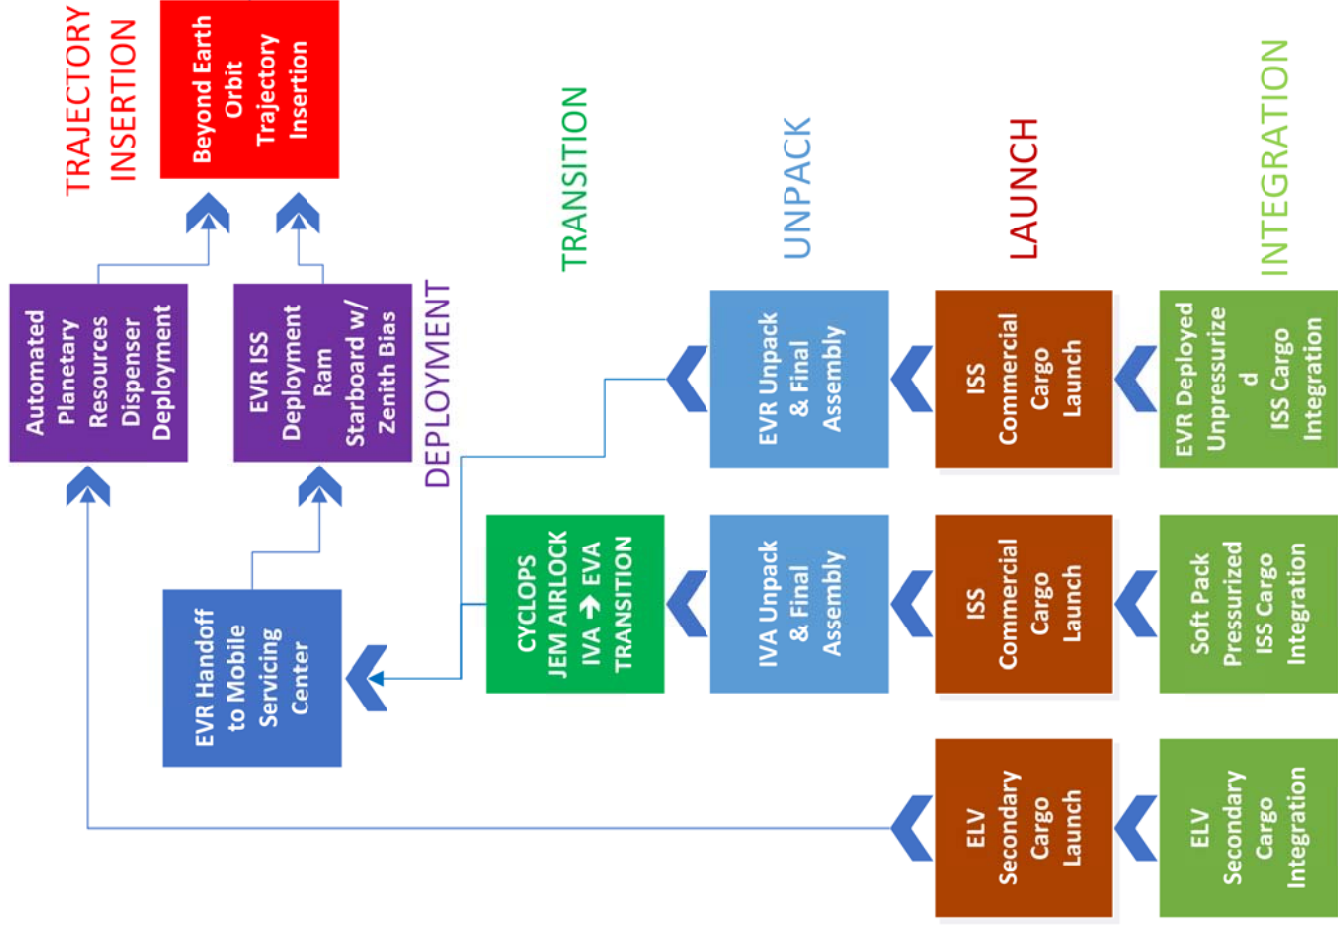 TRAJECTORY
INSERTION
Beyond Earth
Orbit
Trajectory
Insertion
Automated
Planetary
Resources
Dispenser
Deployment
EVR ISS
Deployment
Ram
Starboard w/
Zenith Bias
DEPLOYMENT
EVR Handoff
to Mobile
Servicing
Center
TRANSITION
CYCLOPS
JEM AIRLOCK
IVA → EVA
TRANSITION
UNPACK
IVA Unpack
& Final
Assembly
EVR Unpack
& Final
Assembly
LAUNCH
ELV
Secondary
Cargo
Launch
ISS
Commercial
Cargo
Launch
ISS
Commercial
Cargo
Launch
INTEGRATION
ELV
Secondary
Cargo
Integration
Soft Pack
Pressurized
ISS Cargo
Integration
EVR Deployed
Unpressurize
d
ISS Cargo
Integration